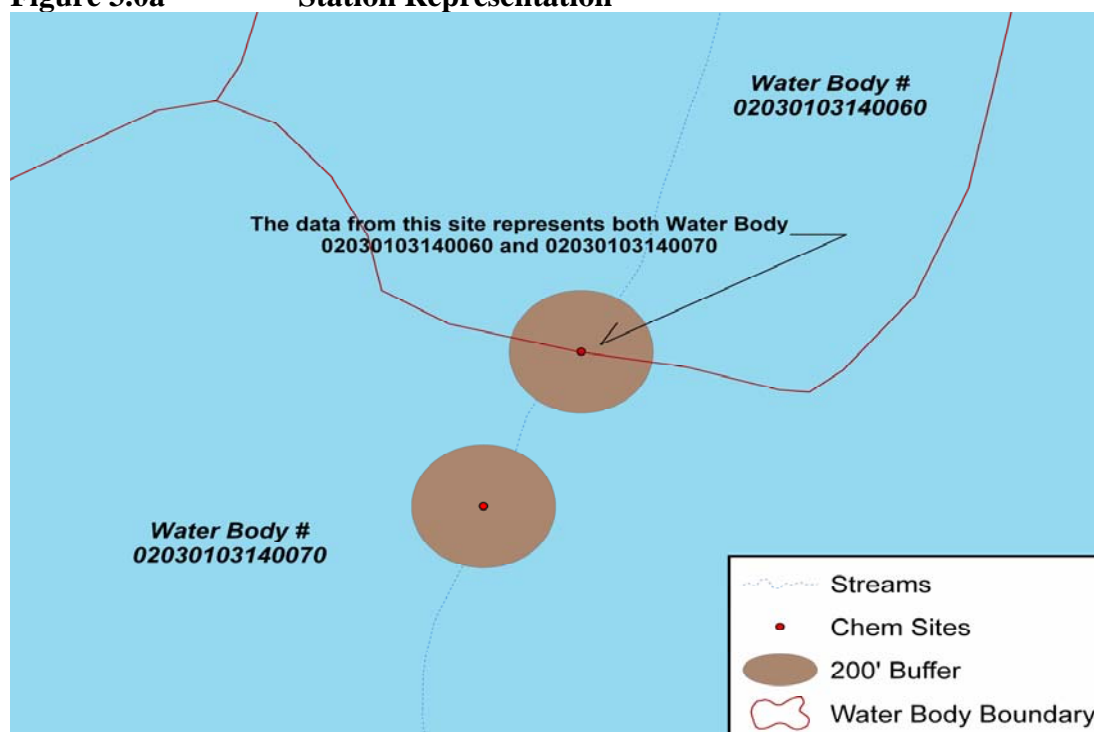 Figure 3.0a Station Representation
Water Body #
02030103140060
The data from this site represents both Water Body
02030103140060 and 02030103140070
Water Body #
02030103140070
Streams
Chem Sites
200' Buffer
Water Body Boundary